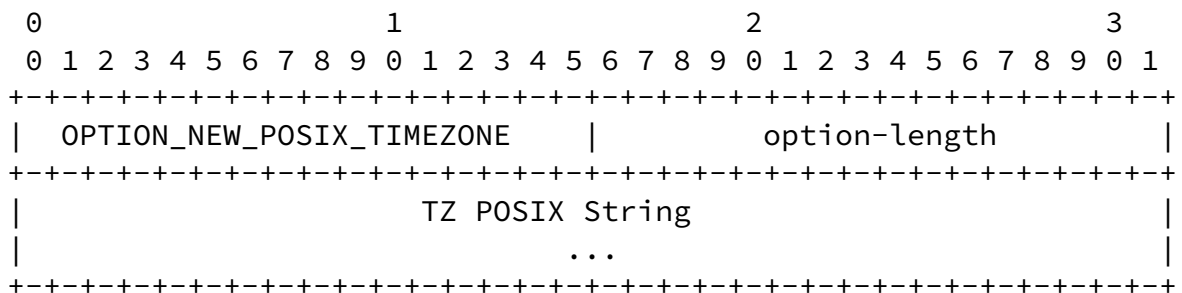 0                   1                   2                   3
 0 1 2 3 4 5 6 7 8 9 0 1 2 3 4 5 6 7 8 9 0 1 2 3 4 5 6 7 8 9 0 1
+-+-+-+-+-+-+-+-+-+-+-+-+-+-+-+-+-+-+-+-+-+-+-+-+-+-+-+-+-+-+-+-+
|  OPTION_NEW_POSIX_TIMEZONE    |         option-length         |
+-+-+-+-+-+-+-+-+-+-+-+-+-+-+-+-+-+-+-+-+-+-+-+-+-+-+-+-+-+-+-+-+
|                      TZ POSIX String                          |
|                              ...                              |
+-+-+-+-+-+-+-+-+-+-+-+-+-+-+-+-+-+-+-+-+-+-+-+-+-+-+-+-+-+-+-+-+